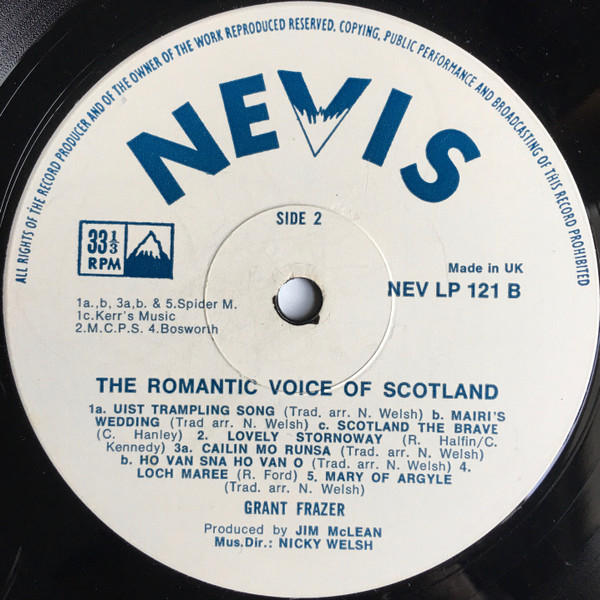 ALL RIGHTS OF THE RECORD PRODUCER AND OF THE OWNER OF THE WORK REPRODUCED RESERVED. COPYING, PUBLIC PERFORMANCE AND BROADCASTING OF THIS RECORD PROHIBITED
NEVIS
SIDE 2
33 1/3
RPM
Made in UK
NEV LP 121 B
1a.,b, 3a,b. & 5.Spider M.
1c.Kerr's Music
2.M.C.P.S. 4.Bosworth
THE ROMANTIC VOICE OF SCOTLAND
1a. UIST TRAMPLING SONG (Trad. arr. N. Welsh) b. MAIRI'S
WEDDING (Trad arr. N. Welsh) c. SCOTLAND THE BRAVE
(C. Hanley) 2. LOVELY STORNOWAY (R. Halfin/C.
Kennedy) 3a. CAILIN MO RUNSA (Trad. arr. N. Welsh)
b. HO VAN SNA HO VAN O (Trad. arr. N. Welsh) 4.
LOCH MAREE (R. Ford) 5. MARY OF ARGYLE
(Trad. arr. N. Welsh)
GRANT FRAZER
Produced by JIM McLEAN
Mus.Dir.: NICKY WELSH